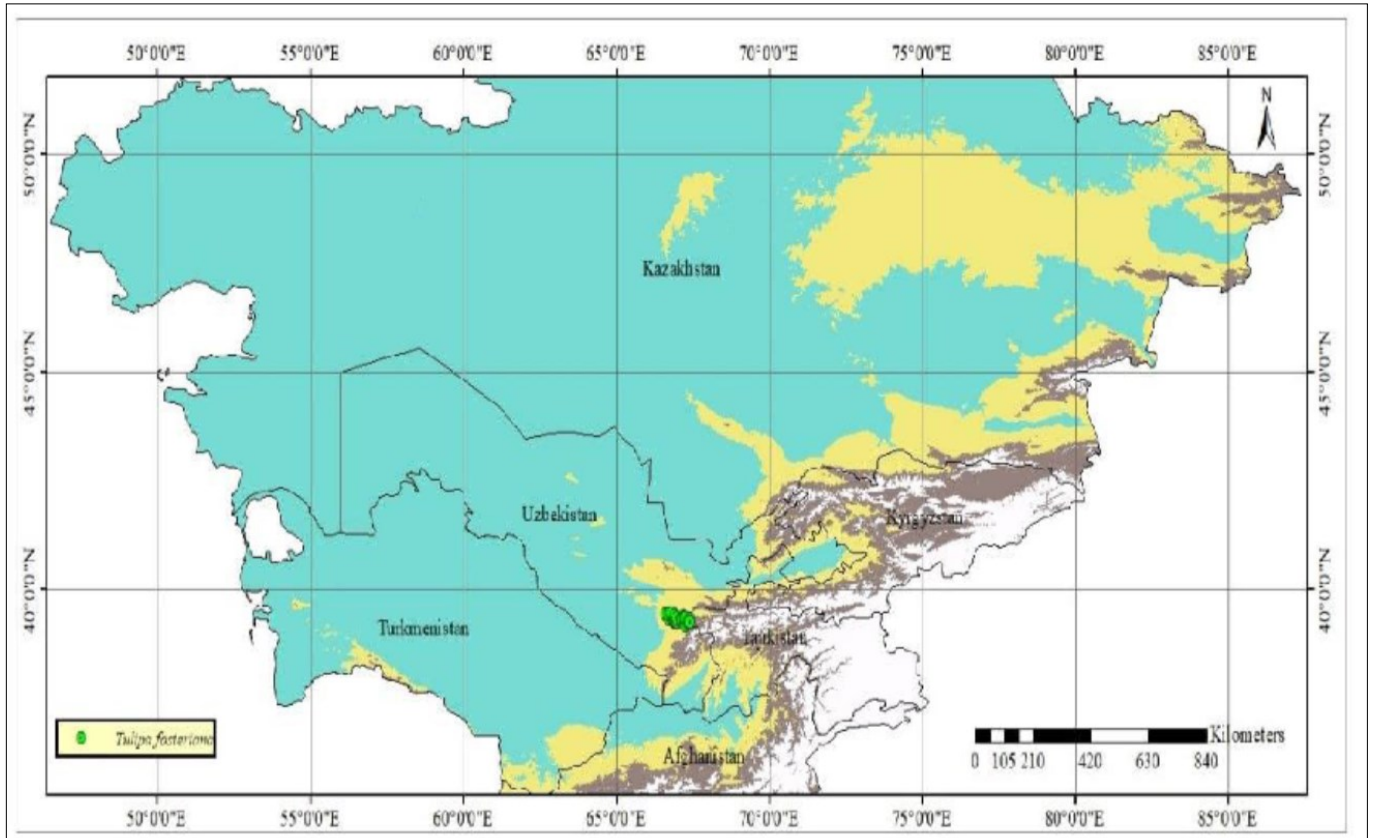 50°0'0"E 55°0'0"E 60°0'0"E 65°0'0"E 70°0'0"E 75°0'0"E 80°0'0"E 85°0'0"E
N
50°0'0"N 50°0'0"N
Kazakhstan
45°0'0"N 45°0'0"N
Uzbekistan Kyrgyzstan
40°0'0"N 40°0'0"N
Turkmenistan Tajikistan
Tulipa fosteriana
Afghanistan
Kilometers
0 105 210 420 630 840
50°0'0"E 55°0'0"E 60°0'0"E 65°0'0"E 70°0'0"E 75°0'0"E 80°0'0"E 85°0'0"E